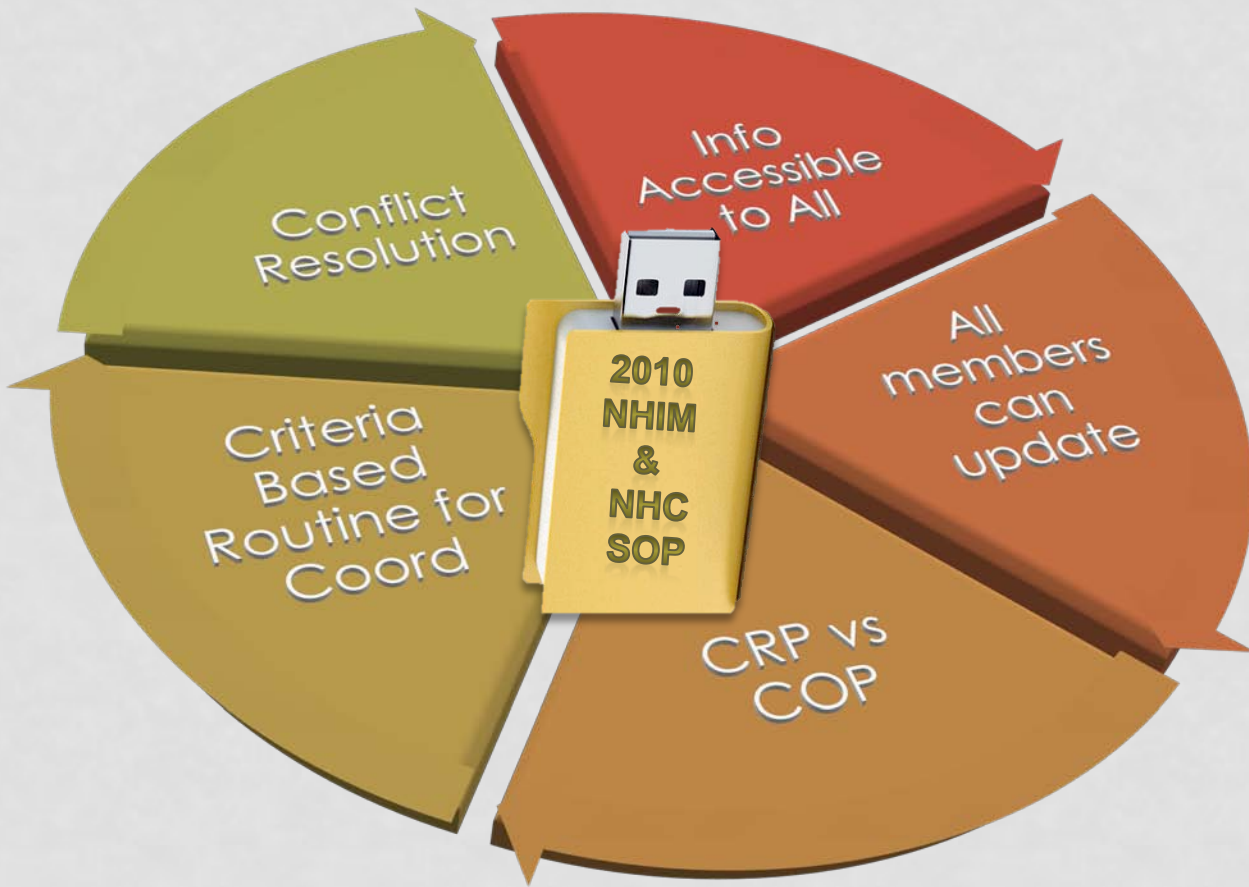 Info
Accessible
to All
All
members
can
update
CRP vs
COP
Criteria
Based
Routine for
Coord
Conflict
Resolution
2010
NHIM
&
NHC
SOP